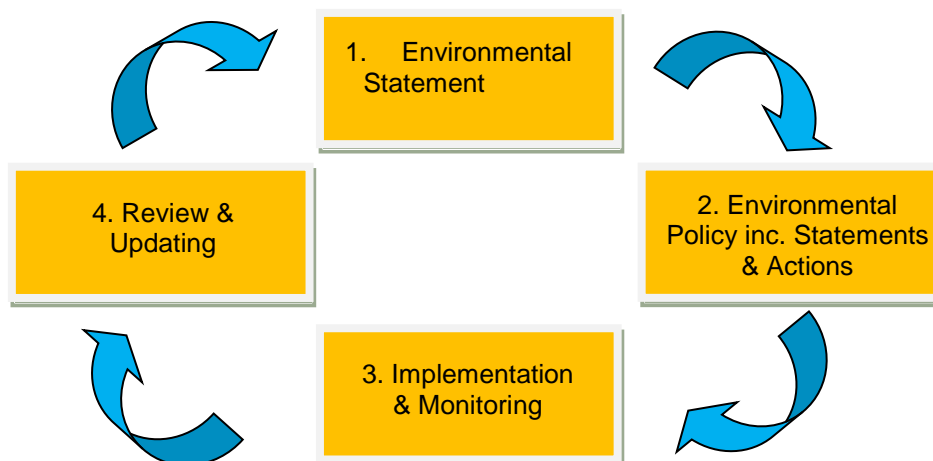 1. Environmental
Statement
2. Environmental
Policy inc. Statements
& Actions
3. Implementation
& Monitoring
4. Review &
Updating